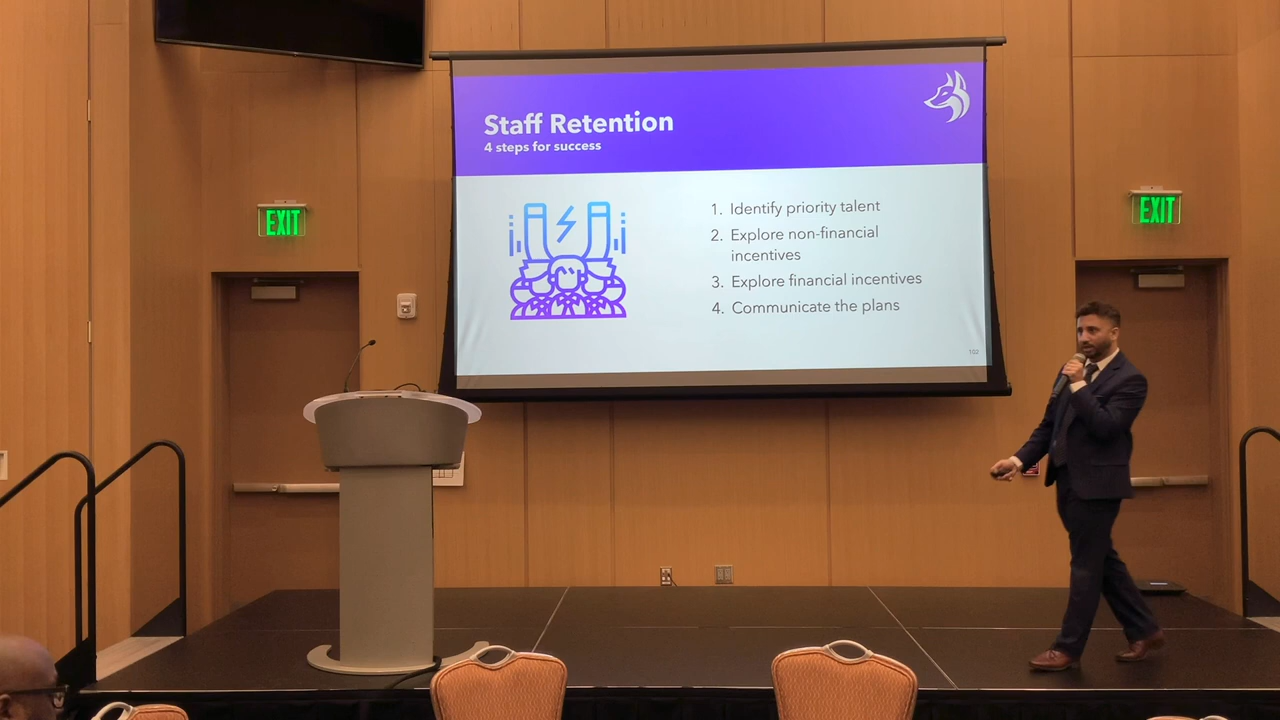 Staff Retention
4 steps for success
EXIT
EXIT
1. Identify priority talent
2. Explore non-financial
incentives
3. Explore financial incentives
4. Communicate the plans
102